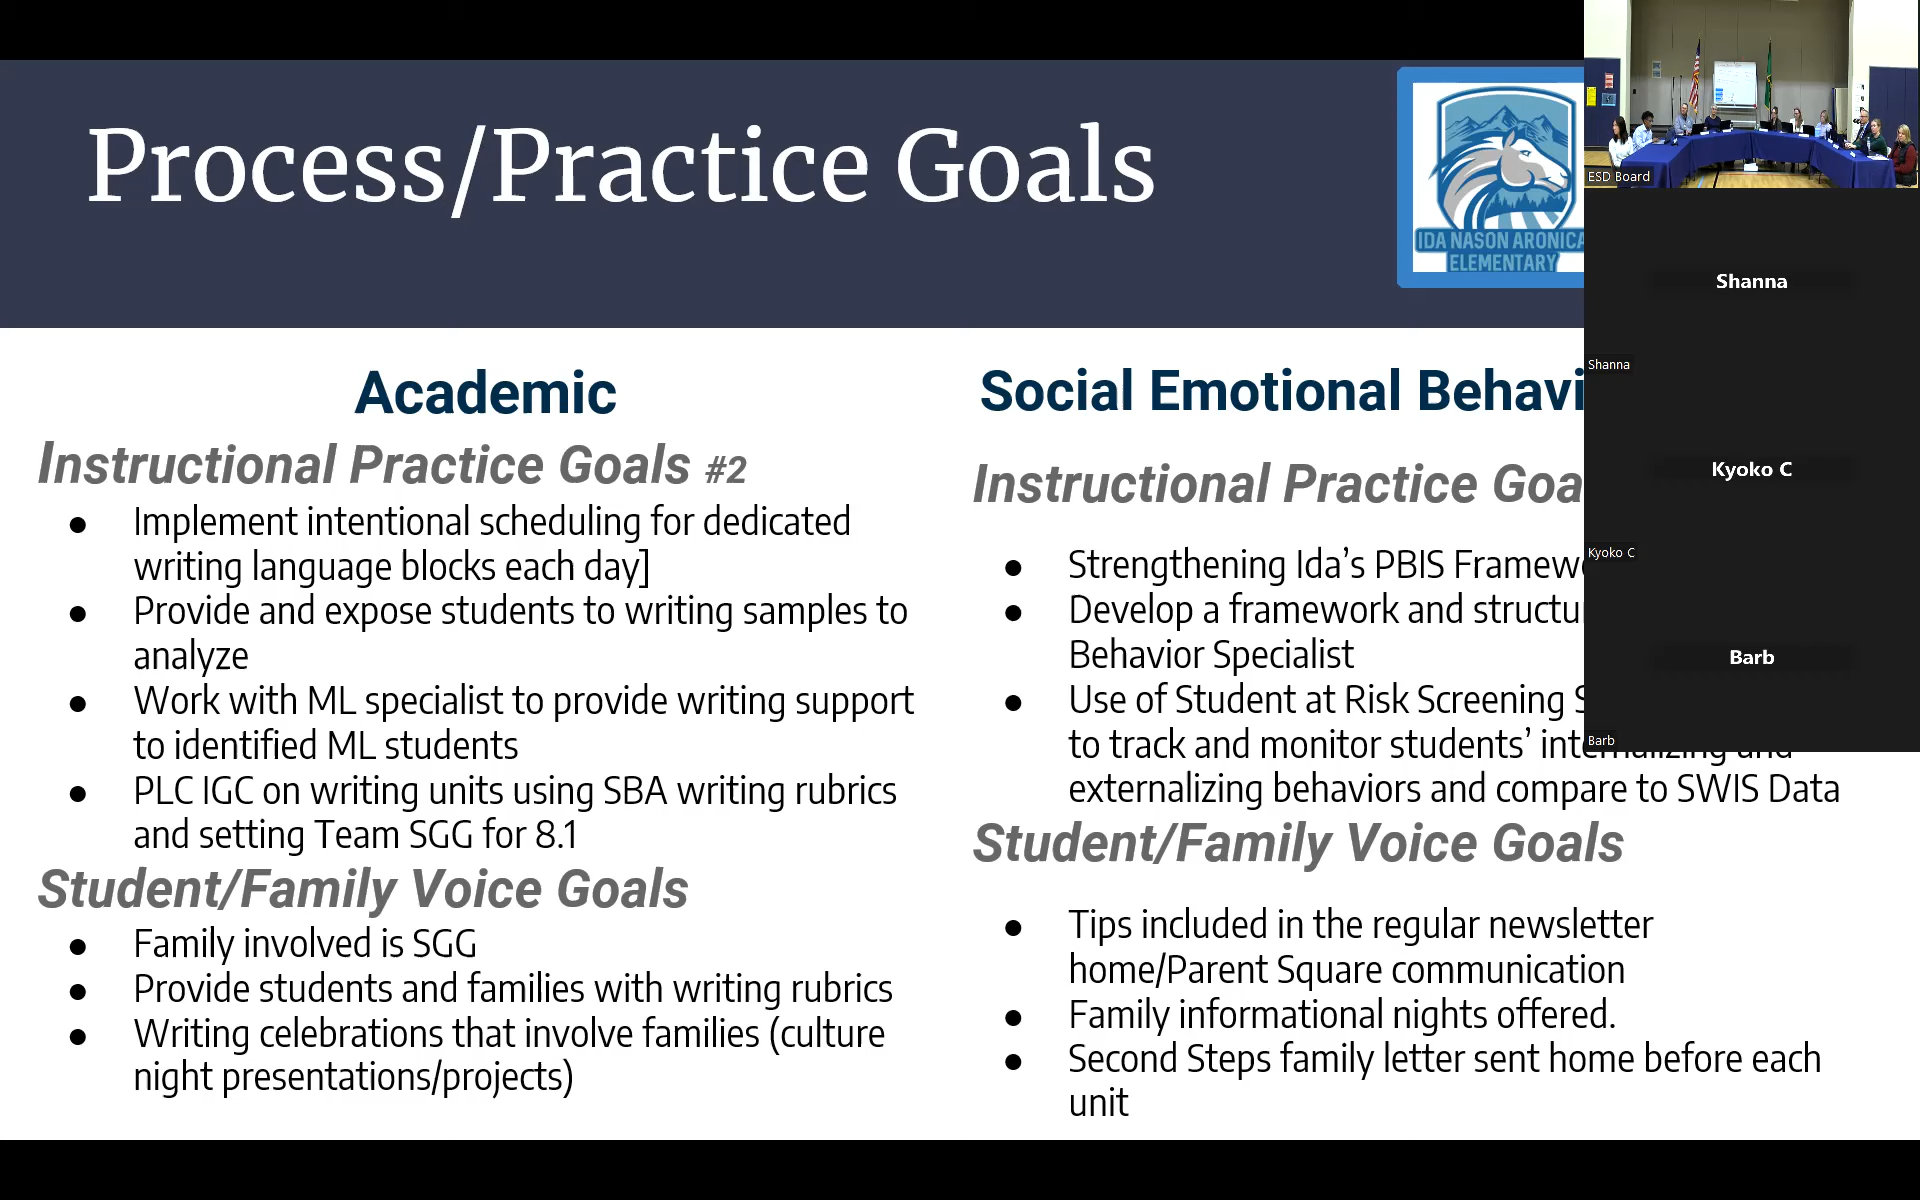 Process/Practice Goals
IDA NASON ARONICA
ELEMENTARY
Academic
Instructional Practice Goals #2
● Implement intentional scheduling for dedicated
writing language blocks each day]
● Provide and expose students to writing samples to
analyze
● Work with ML specialist to provide writing support
to identified ML students
● PLC IGC on writing units using SBA writing rubrics
and setting Team SGG for 8.1
Student/Family Voice Goals
● Family involved is SGG
● Provide students and families with writing rubrics
● Writing celebrations that involve families (culture
night presentations/projects)
Social Emotional
Instructional Practice
● Strengthening Ida's PBIS
● Develop a framework and
Behavior Specialist
● Use of Student at Risk Screening
to track and monitor students' internalizing and
externalizing behaviors and compare to SWIS Data
Student/Family Voice Goals
● Tips included in the regular newsletter
home/Parent Square communication
● Family informational nights offered.
● Second Steps family letter sent home before each
unit
ESD Board
Shanna
Shanna
Kyoko C
Kyoko C
Barb
Barb